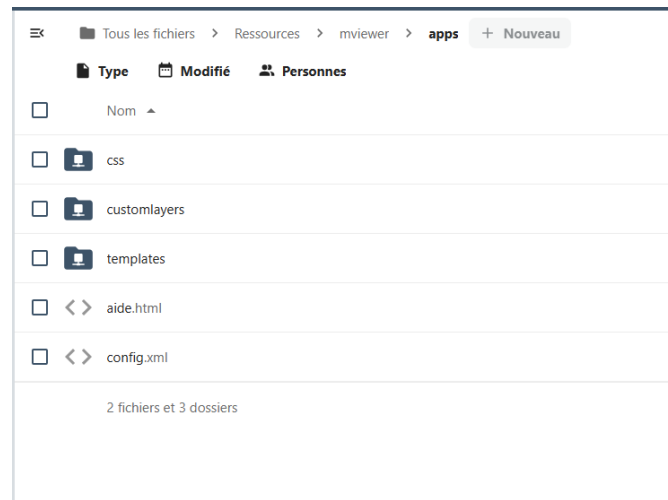 Tous les fichiers > Ressources > mviewer > apps + Nouveau
Type Modifié Personnes
Nom
css
customlayers
templates
aide.html
config.xml
2 fichiers et 3 dossiers